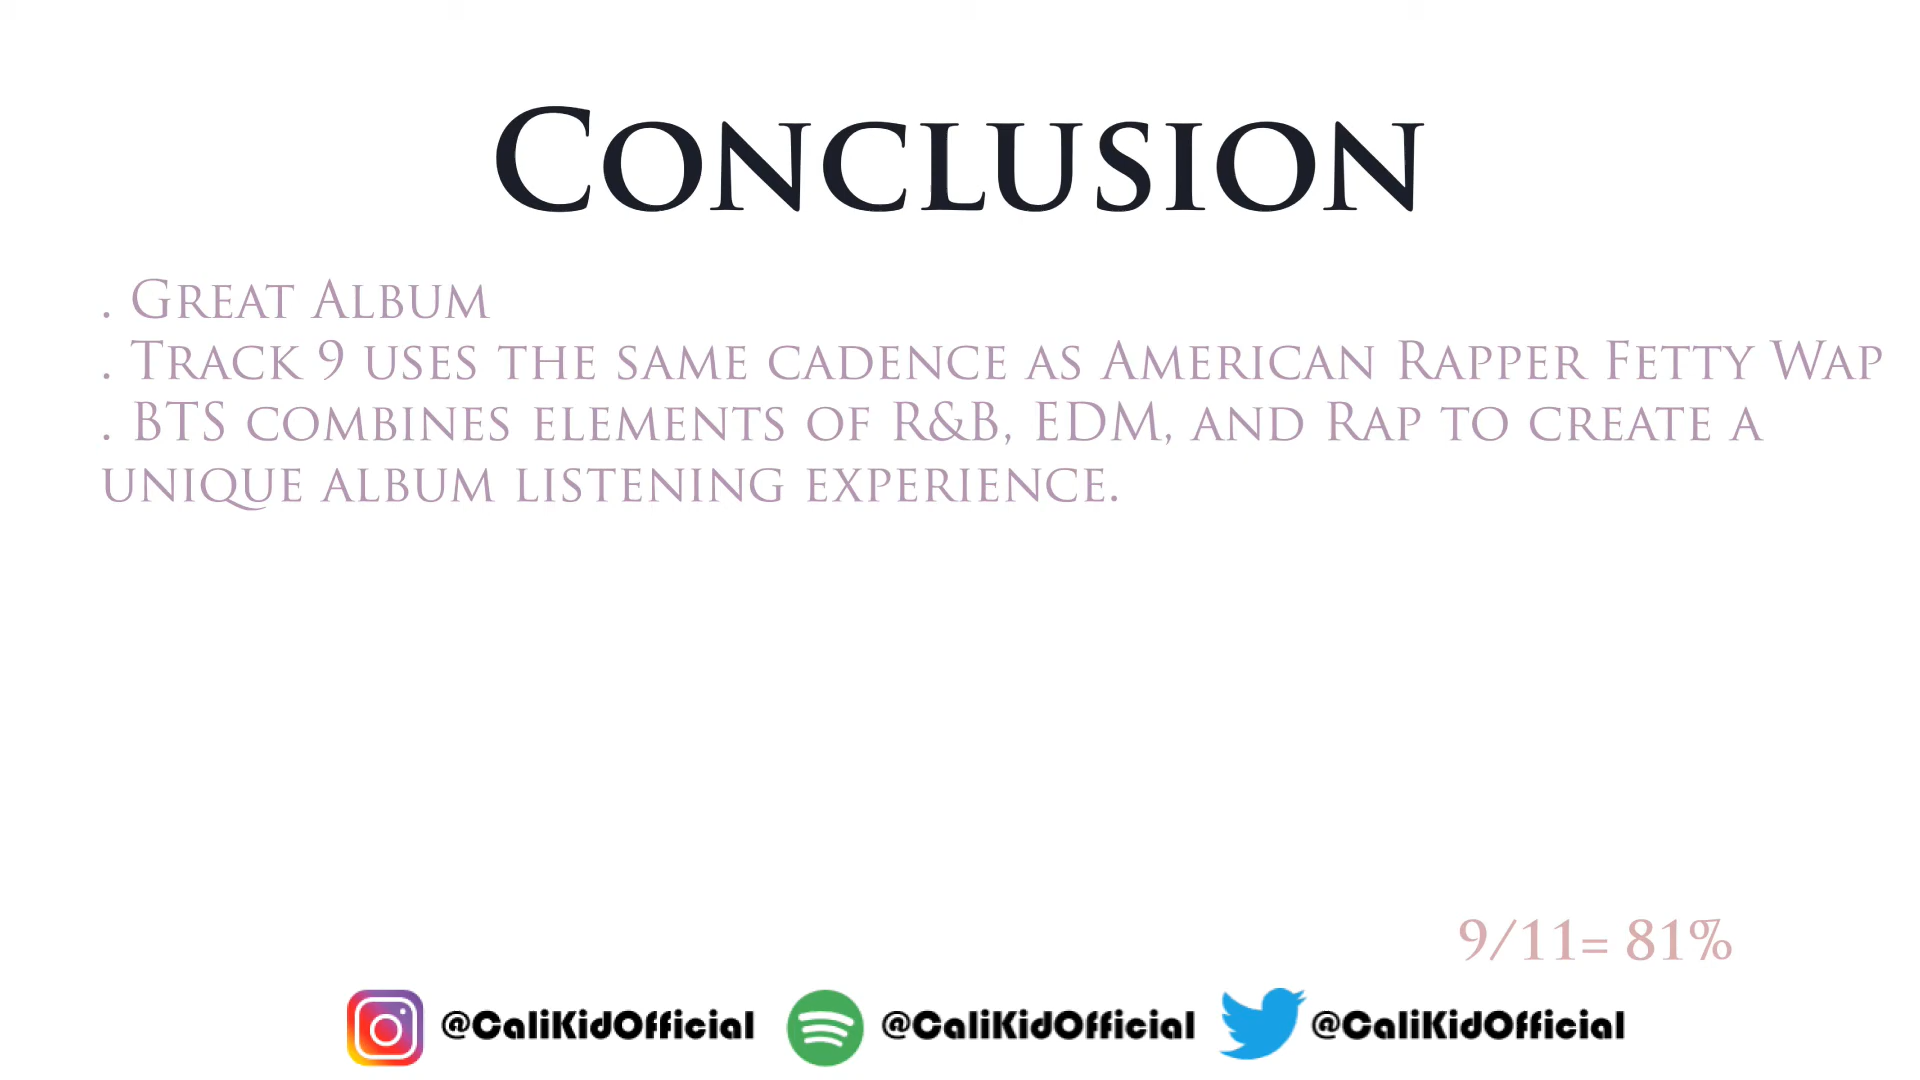 Conclusion
. Great Album
. Track 9 uses the same cadence as American Rapper Fetty Wap
. BTS combines elements of R&B, EDM, and Rap to create a
unique album listening experience.
9/11= 81%
@CaliKidOfficial @CaliKidOfficial @CaliKidOfficial